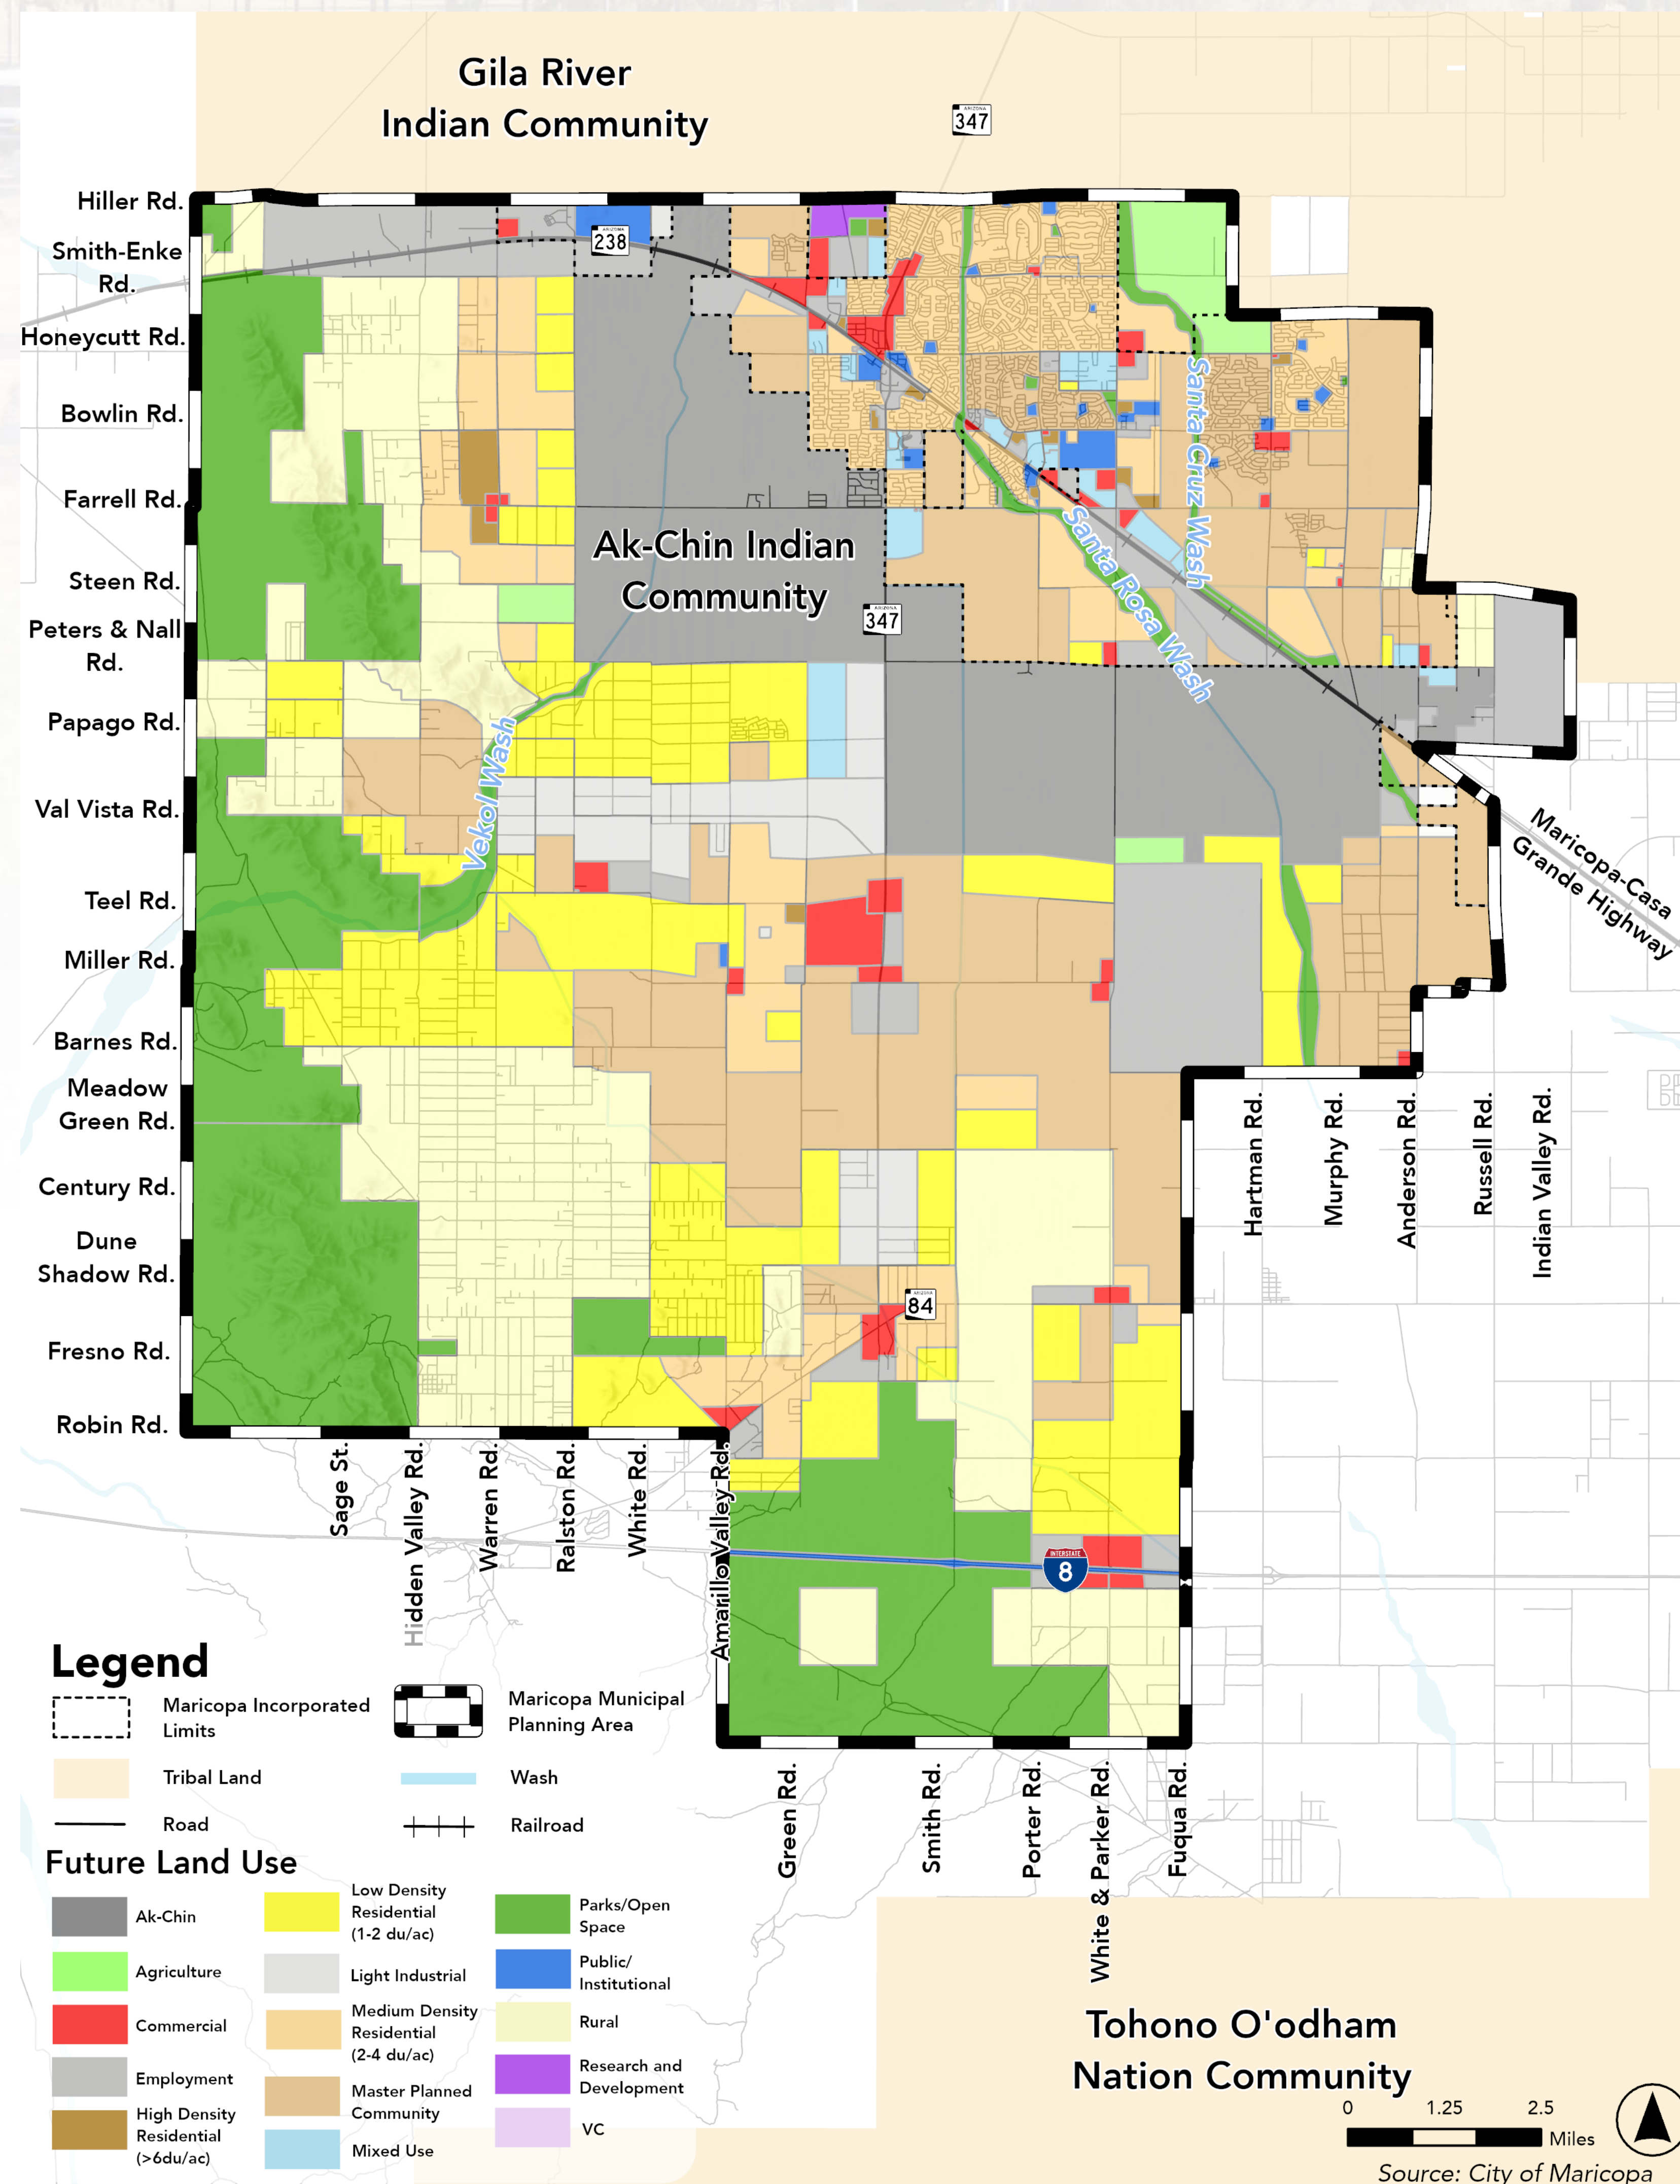 Gila River
Indian Community
ARIZONA
347
Hiller Rd.
Smith-Enke
Rd.
ARIZONA
238
Honeycutt Rd.
Bowlin Rd.
Farrell Rd.
Santa Cruz Wash
Ak-Chin Indian
Community
Santa Rosa Wash
Steen Rd.
ARIZONA
347
Peters & Nall
Rd.
Papago Rd.
Vekol Wash
Val Vista Rd.
Maricopa-Casa
Grande Highway
Teel Rd.
Miller Rd.
Barnes Rd.
Meadow
Green Rd.
Century Rd.
Hartman Rd.
Murphy Rd.
Anderson Rd.
Russell Rd.
Indian Valley Rd.
Dune
Shadow Rd.
ARIZONA
84
Fresno Rd.
Robin Rd.
Sage St.
Hidden Valley Rd.
Warren Rd.
Ralston Rd.
White Rd.
Amarillo Valley Rd.
INTERSTATE
8
Green Rd.
Smith Rd.
Porter Rd.
White & Parker Rd.
Fuqua Rd.
Legend
Maricopa Incorporated
Limits
Maricopa Municipal
Planning Area
Tribal Land
Wash
Road
Railroad
Future Land Use
Ak-Chin
Agriculture
Commercial
Employment
High Density
Residential
(>6du/ac)
Low Density
Residential
(1-2 du/ac)
Light Industrial
Medium Density
Residential
(2-4 du/ac)
Master Planned
Community
Mixed Use
Parks/Open
Space
Public/
Institutional
Rural
Research and
Development
VC
Tohono O'odham
Nation Community
0 1.25 2.5
Miles
Source: City of Maricopa